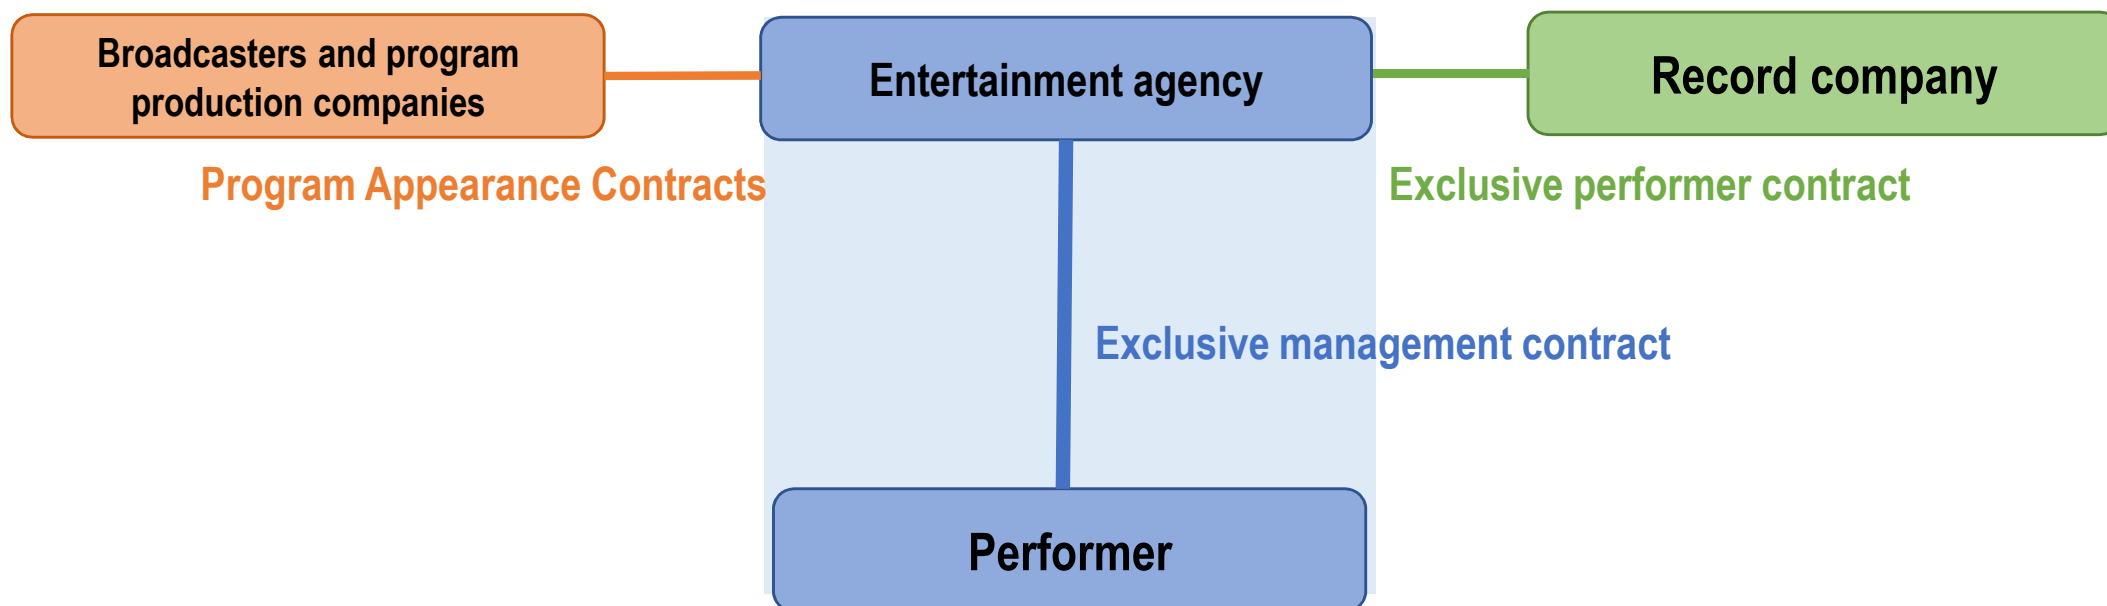 Broadcasters and program
production companies
Entertainment agency
Record company
Program Appearance Contracts
Exclusive performer contract
Exclusive management contract
Performer